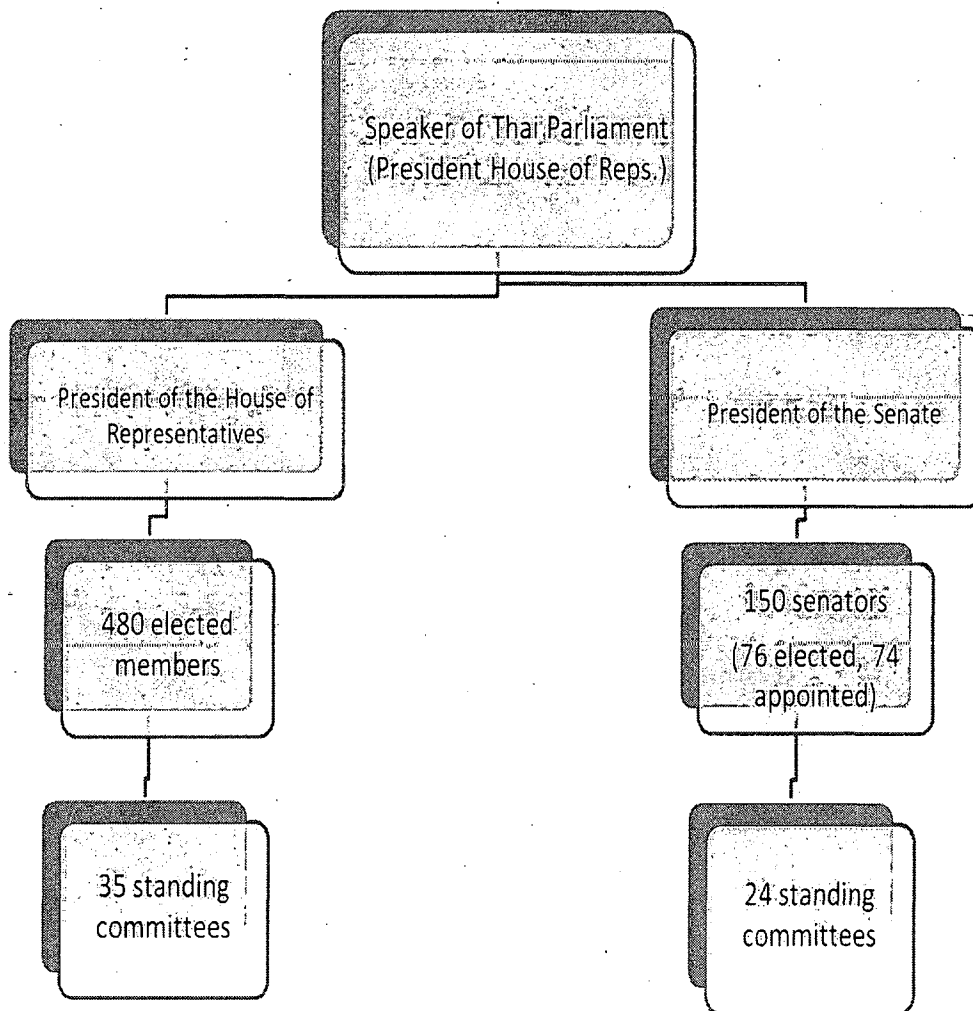 Speaker of Thai Parliament
(President House of Reps.)
President of the House of
Representatives
President of the Senate
480 elected
members
150 senators
(76 elected, 74
appointed)
35 standing
committees
24 standing
committees